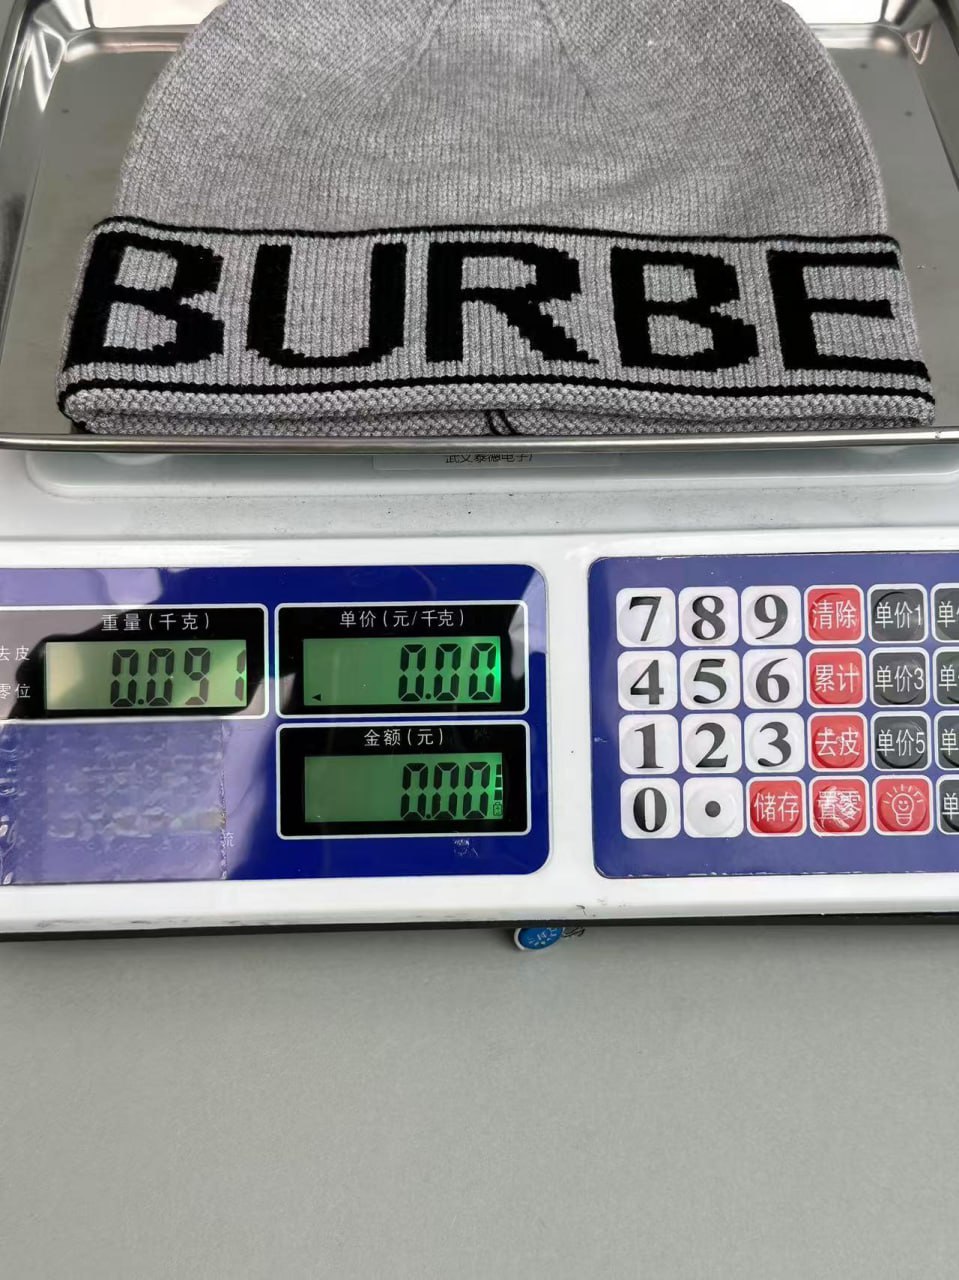 BURBE
重量(千克)
单价(元/千克)
去皮
零位
0.091
0.00
金额(元)
0.00
流
7 8 9 清除 单价1
4 5 6 累计 单价3
1 2 3 去皮 单价5
0 . 储存 置零